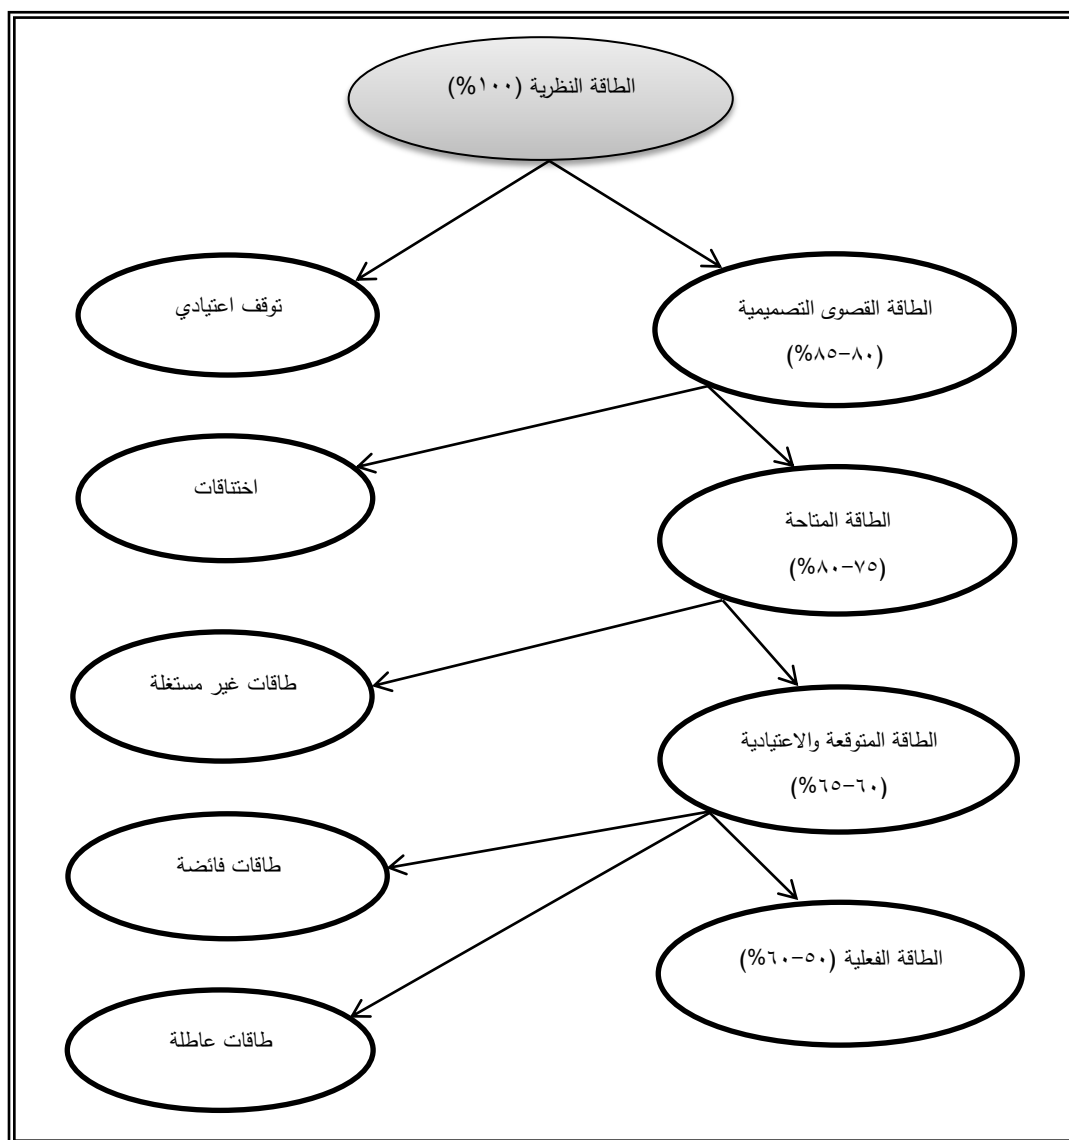 الطاقة النظرية (١٠٠%)
الطاقة القصوى التصميمية
(٨٠-٨٥%)
توقف اعتيادي
اختناقات
الطاقة المتاحة
(٧٥-٨٠%)
طاقات غير مستغلة
الطاقة المتوقعة والاعتيادية
(٦٠-٦٥%)
طاقات فائضة
الطاقة الفعلية (٥٠-٦٠%)
طاقات عاطلة